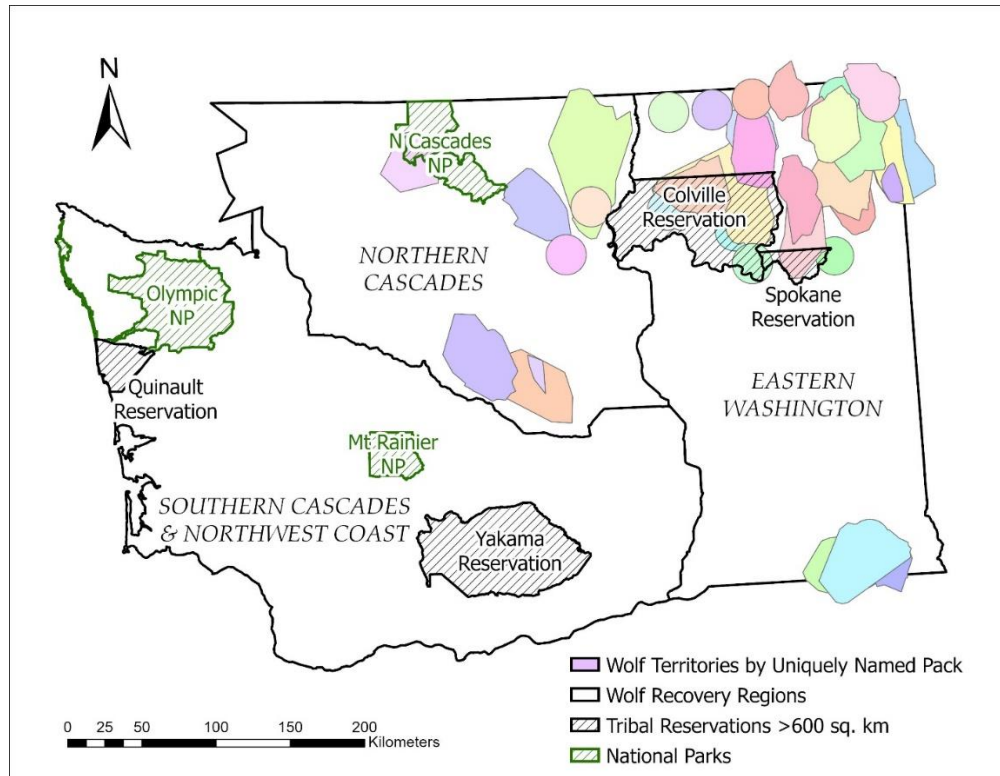 N
N Cascades
NP
Colville
Reservation
NORTHERN
CASCADES
Olympic
NP
Spokane
Reservation
Quinault
Reservation
EASTERN
WASHINGTON
Mt Rainier
NP
SOUTHERN CASCADES
& NORTHWEST COAST
Yakama
Reservation
Wolf Territories by Uniquely Named Pack
Wolf Recovery Regions
Tribal Reservations >600 sq. km
National Parks
0 25 50 100 150 200
Kilometers